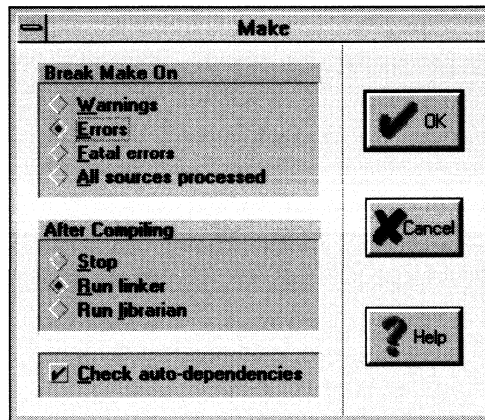 Make
Break Make On
Warnings
Errors
Fatal errors
All sources processed
After Compiling
Stop
Run linker
Run librarian
Check auto-dependencies
OK
Cancel
Help